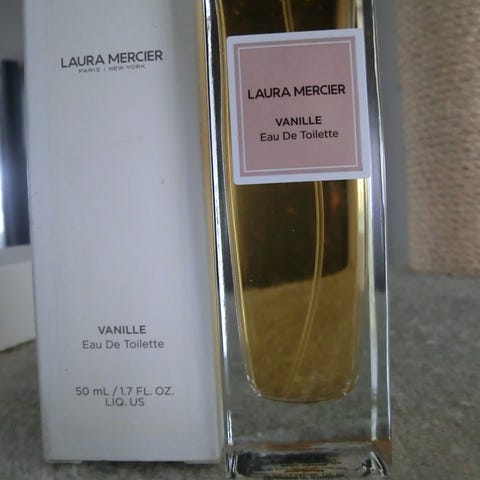 LAURA MERCIER
PARIS | NEW YORK
VANILLE
Eau De Toilette
50 mL / 1.7 FL. OZ.
LIQ. US
LAURA MERCIER
VANILLE
Eau De Toilette